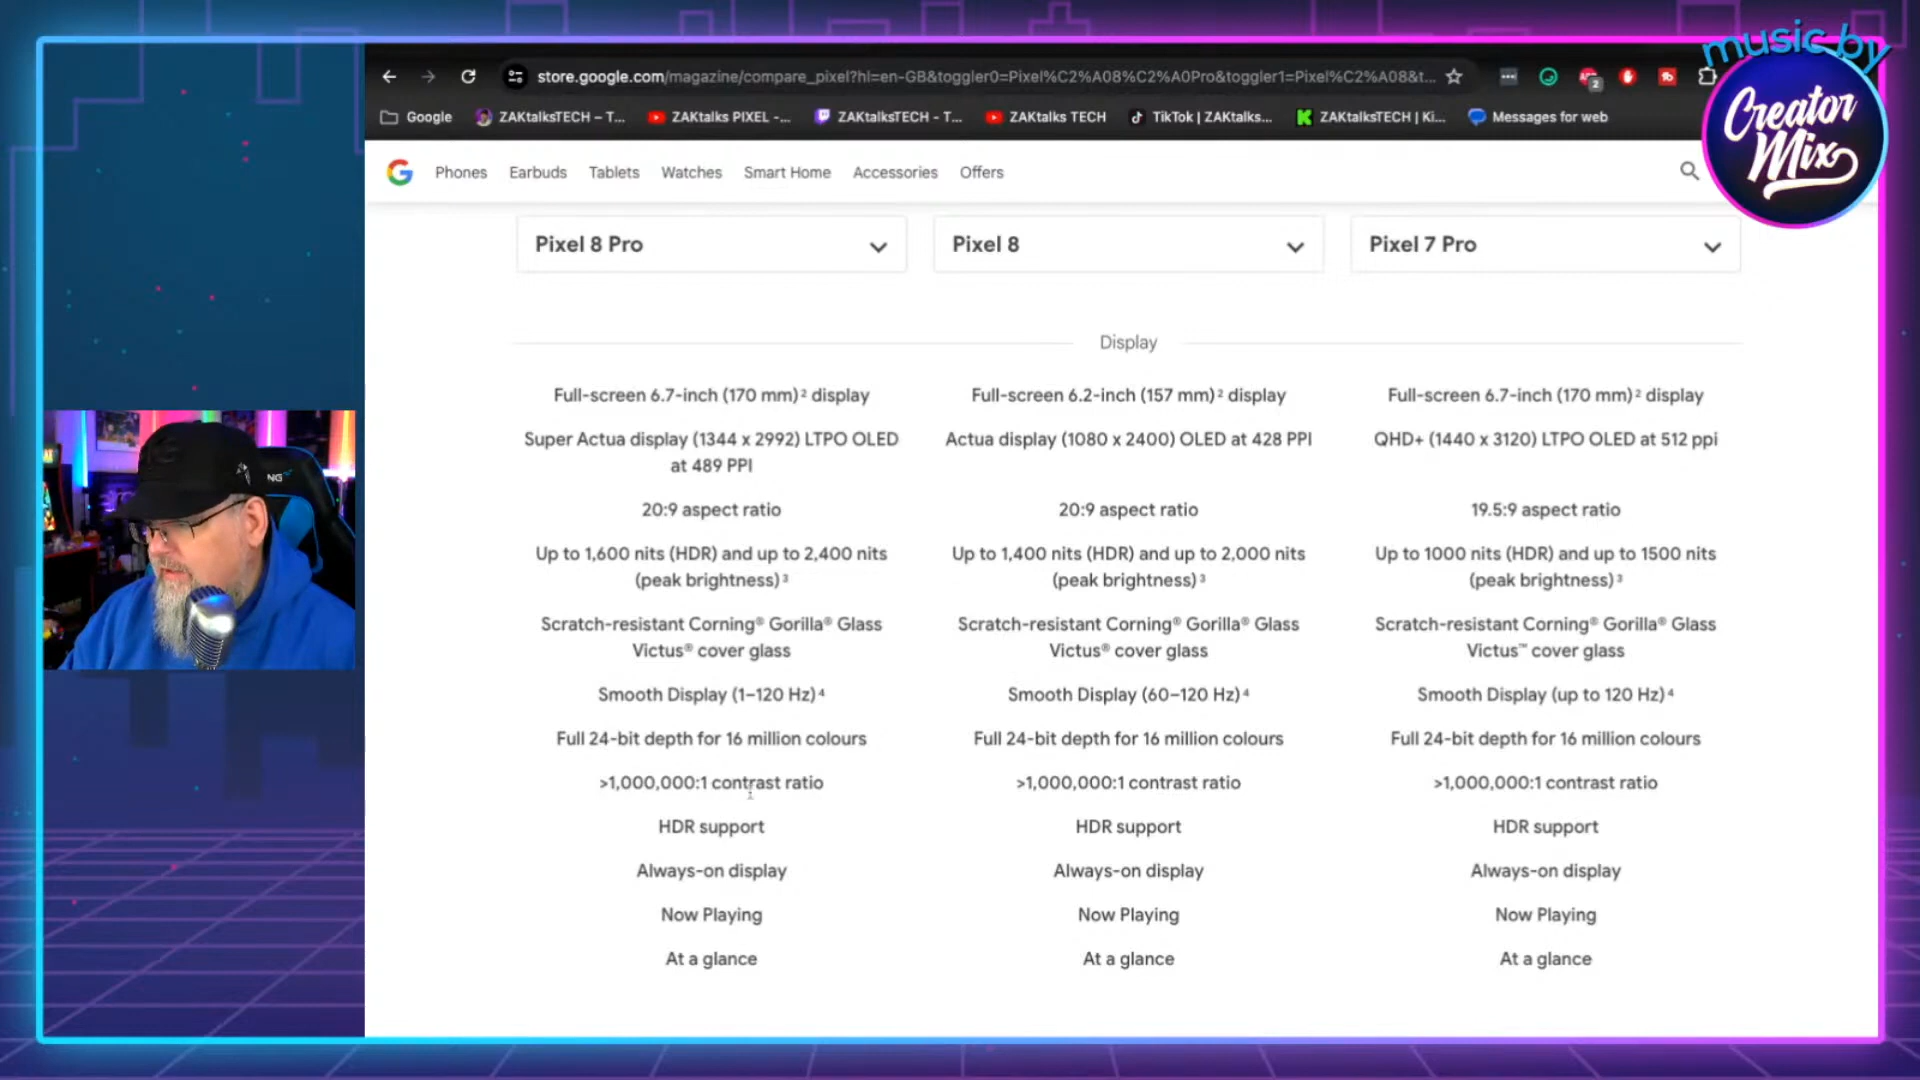 music by
Creator
Mix
store.google.com/magazine/compare_pixel?hl=en-GB&toggler0=Pixel%C2%A08%C2%A0Pro&toggler1=Pixel%C2%A08&t...
2
Google
ZAKtalksTECH – T...
ZAKtalks PIXEL -...
ZAKtalksTECH - T...
ZAKtalks TECH
TikTok | ZAKtalks...
ZAKtalksTECH | Ki...
Messages for web
Phones Earbuds Tablets Watches Smart Home Accessories Offers
Pixel 8 Pro
Pixel 8
Pixel 7 Pro
Display
Full-screen 6.7-inch (170 mm)² display
Full-screen 6.2-inch (157 mm)² display
Full-screen 6.7-inch (170 mm)² display
Super Actua display (1344 x 2992) LTPO OLED
at 489 PPI
Actua display (1080 x 2400) OLED at 428 PPI
QHD+ (1440 x 3120) LTPO OLED at 512 ppi
20:9 aspect ratio
20:9 aspect ratio
19.5:9 aspect ratio
Up to 1,600 nits (HDR) and up to 2,400 nits
(peak brightness)³
Up to 1,400 nits (HDR) and up to 2,000 nits
(peak brightness)³
Up to 1000 nits (HDR) and up to 1500 nits
(peak brightness)³
Scratch-resistant Corning® Gorilla® Glass
Victus® cover glass
Scratch-resistant Corning® Gorilla® Glass
Victus® cover glass
Scratch-resistant Corning® Gorilla® Glass
Victus™ cover glass
Smooth Display (1–120 Hz)⁴
Smooth Display (60–120 Hz)⁴
Smooth Display (up to 120 Hz)⁴
Full 24-bit depth for 16 million colours
Full 24-bit depth for 16 million colours
Full 24-bit depth for 16 million colours
>1,000,000:1 contrast ratio
>1,000,000:1 contrast ratio
>1,000,000:1 contrast ratio
HDR support
HDR support
HDR support
Always-on display
Always-on display
Always-on display
Now Playing
Now Playing
Now Playing
At a glance
At a glance
At a glance